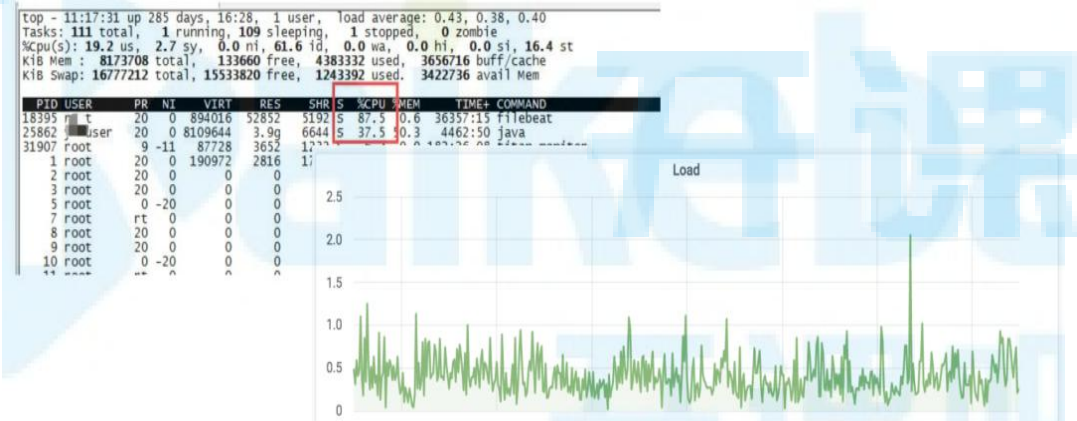 top - 11:17:31 up 285 days, 16:28, 1 user, load average: 0.43, 0.38, 0.40
Tasks: 111 total, 1 running, 109 sleeping, 1 stopped, 0 zombie
%Cpu(s): 19.2 us, 2.7 sy, 0.0 ni, 61.6 id, 0.0 wa, 0.0 hi, 0.0 si, 16.4 st
KiB Mem : 8173708 total, 133660 free, 4383332 used, 3656716 buff/cache
KiB Swap: 16777212 total, 15533820 free, 1243392 used. 3422736 avail Mem
PID USER PR NI VIRT RES SHR S %CPU %MEM TIME+ COMMAND
18395 20 0 894016 52852 5192 S 87.5 0.6 36357:15 filebeat
25862 user 20 0 8109644 3.9g 6644 S 37.5 0.3 4462:50 java
31907 root 9 -11 87728 3652
1 root 20 0 190972 2816
2 root 20 0 0 0
3 root 20 0 0 0
5 root 0 -20 0 0
7 root rt 0 0 0
8 root 20 0 0 0
9 root 20 0 0 0
10 root 0 -20 0 0
Load
2.5
2.0
1.5
1.0
0.5
0